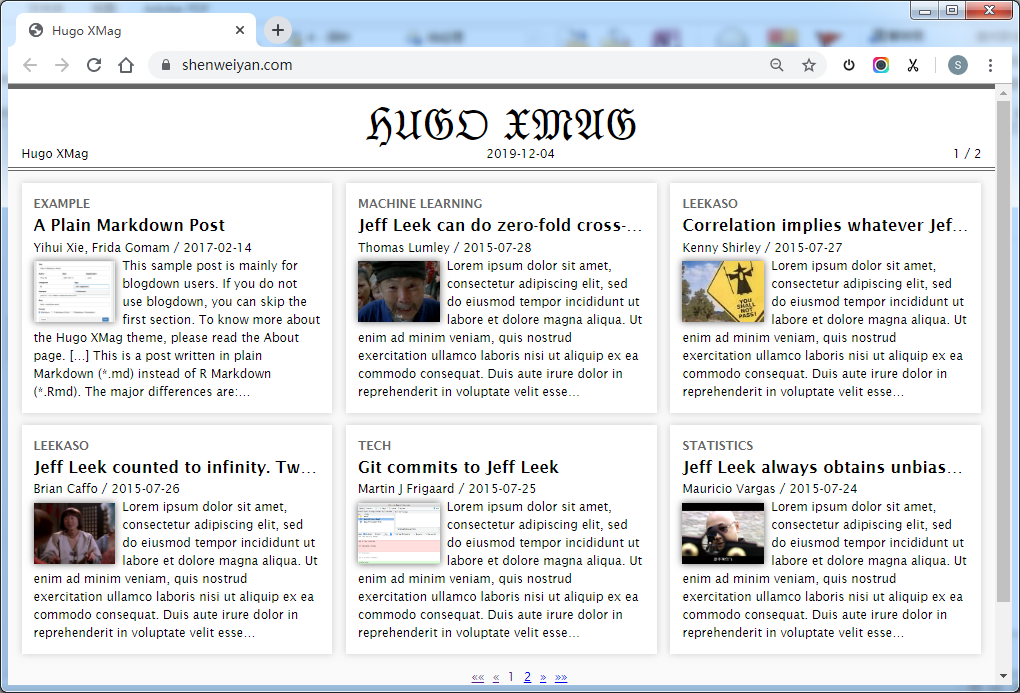 Hugo XMag
shenweiyan.com
S
HUGO XMAG
Hugo XMag
2019-12-04
1 / 2
EXAMPLE
A Plain Markdown Post
Yihui Xie, Frida Gomam / 2017-02-14
This sample post is mainly for
blogdown users. If you do not
use blogdown, you can skip the
first section. To know more about
the Hugo XMag theme, please read the About
page. [...] This is a post written in plain
Markdown (*.md) instead of R Markdown
(*.Rmd). The major differences are:...
MACHINE LEARNING
Jeff Leek can do zero-fold cross-...
Thomas Lumley / 2015-07-28
Lorem ipsum dolor sit amet,
consectetur adipiscing elit, sed
do eiusmod tempor incididunt ut
labore et dolore magna aliqua. Ut
enim ad minim veniam, quis nostrud
exercitation ullamco laboris nisi ut aliquip ex ea
commodo consequat. Duis aute irure dolor in
reprehenderit in voluptate velit esse...
LEEKASO
Correlation implies whatever Jef...
Kenny Shirley / 2015-07-27
YOU
SHALL
NOT
PASS!
Lorem ipsum dolor sit amet,
consectetur adipiscing elit, sed
do eiusmod tempor incididunt ut
labore et dolore magna aliqua. Ut
enim ad minim veniam, quis nostrud
exercitation ullamco laboris nisi ut aliquip ex ea
commodo consequat. Duis aute irure dolor in
reprehenderit in voluptate velit esse...
LEEKASO
Jeff Leek counted to infinity. Tw...
Brian Caffo / 2015-07-26
Lorem ipsum dolor sit amet,
consectetur adipiscing elit, sed
do eiusmod tempor incididunt ut
labore et dolore magna aliqua. Ut
enim ad minim veniam, quis nostrud
exercitation ullamco laboris nisi ut aliquip ex ea
commodo consequat. Duis aute irure dolor in
reprehenderit in voluptate velit esse...
TECH
Git commits to Jeff Leek
Martin J Frigaard / 2015-07-25
Lorem ipsum dolor sit amet,
consectetur adipiscing elit, sed
do eiusmod tempor incididunt ut
labore et dolore magna aliqua. Ut
enim ad minim veniam, quis nostrud
exercitation ullamco laboris nisi ut aliquip ex ea
commodo consequat. Duis aute irure dolor in
reprehenderit in voluptate velit esse...
STATISTICS
Jeff Leek always obtains unbias...
Mauricio Vargas / 2015-07-24
Lorem ipsum dolor sit amet,
consectetur adipiscing elit, sed
do eiusmod tempor incididunt ut
labore et dolore magna aliqua. Ut
enim ad minim veniam, quis nostrud
exercitation ullamco laboris nisi ut aliquip ex ea
commodo consequat. Duis aute irure dolor in
reprehenderit in voluptate velit esse...
«« « 1 2 » »»